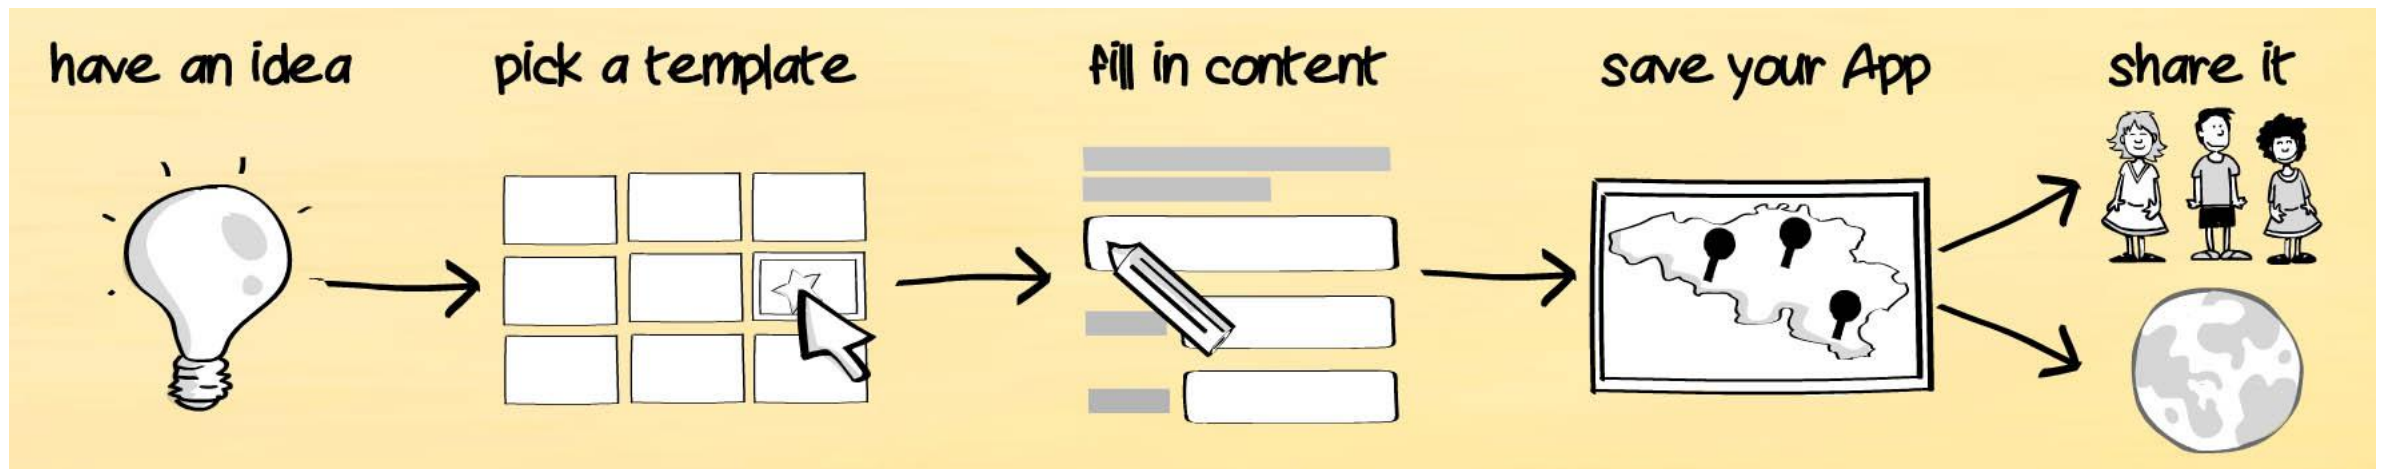 have an idea
pick a template
fill in content
save your App
share it